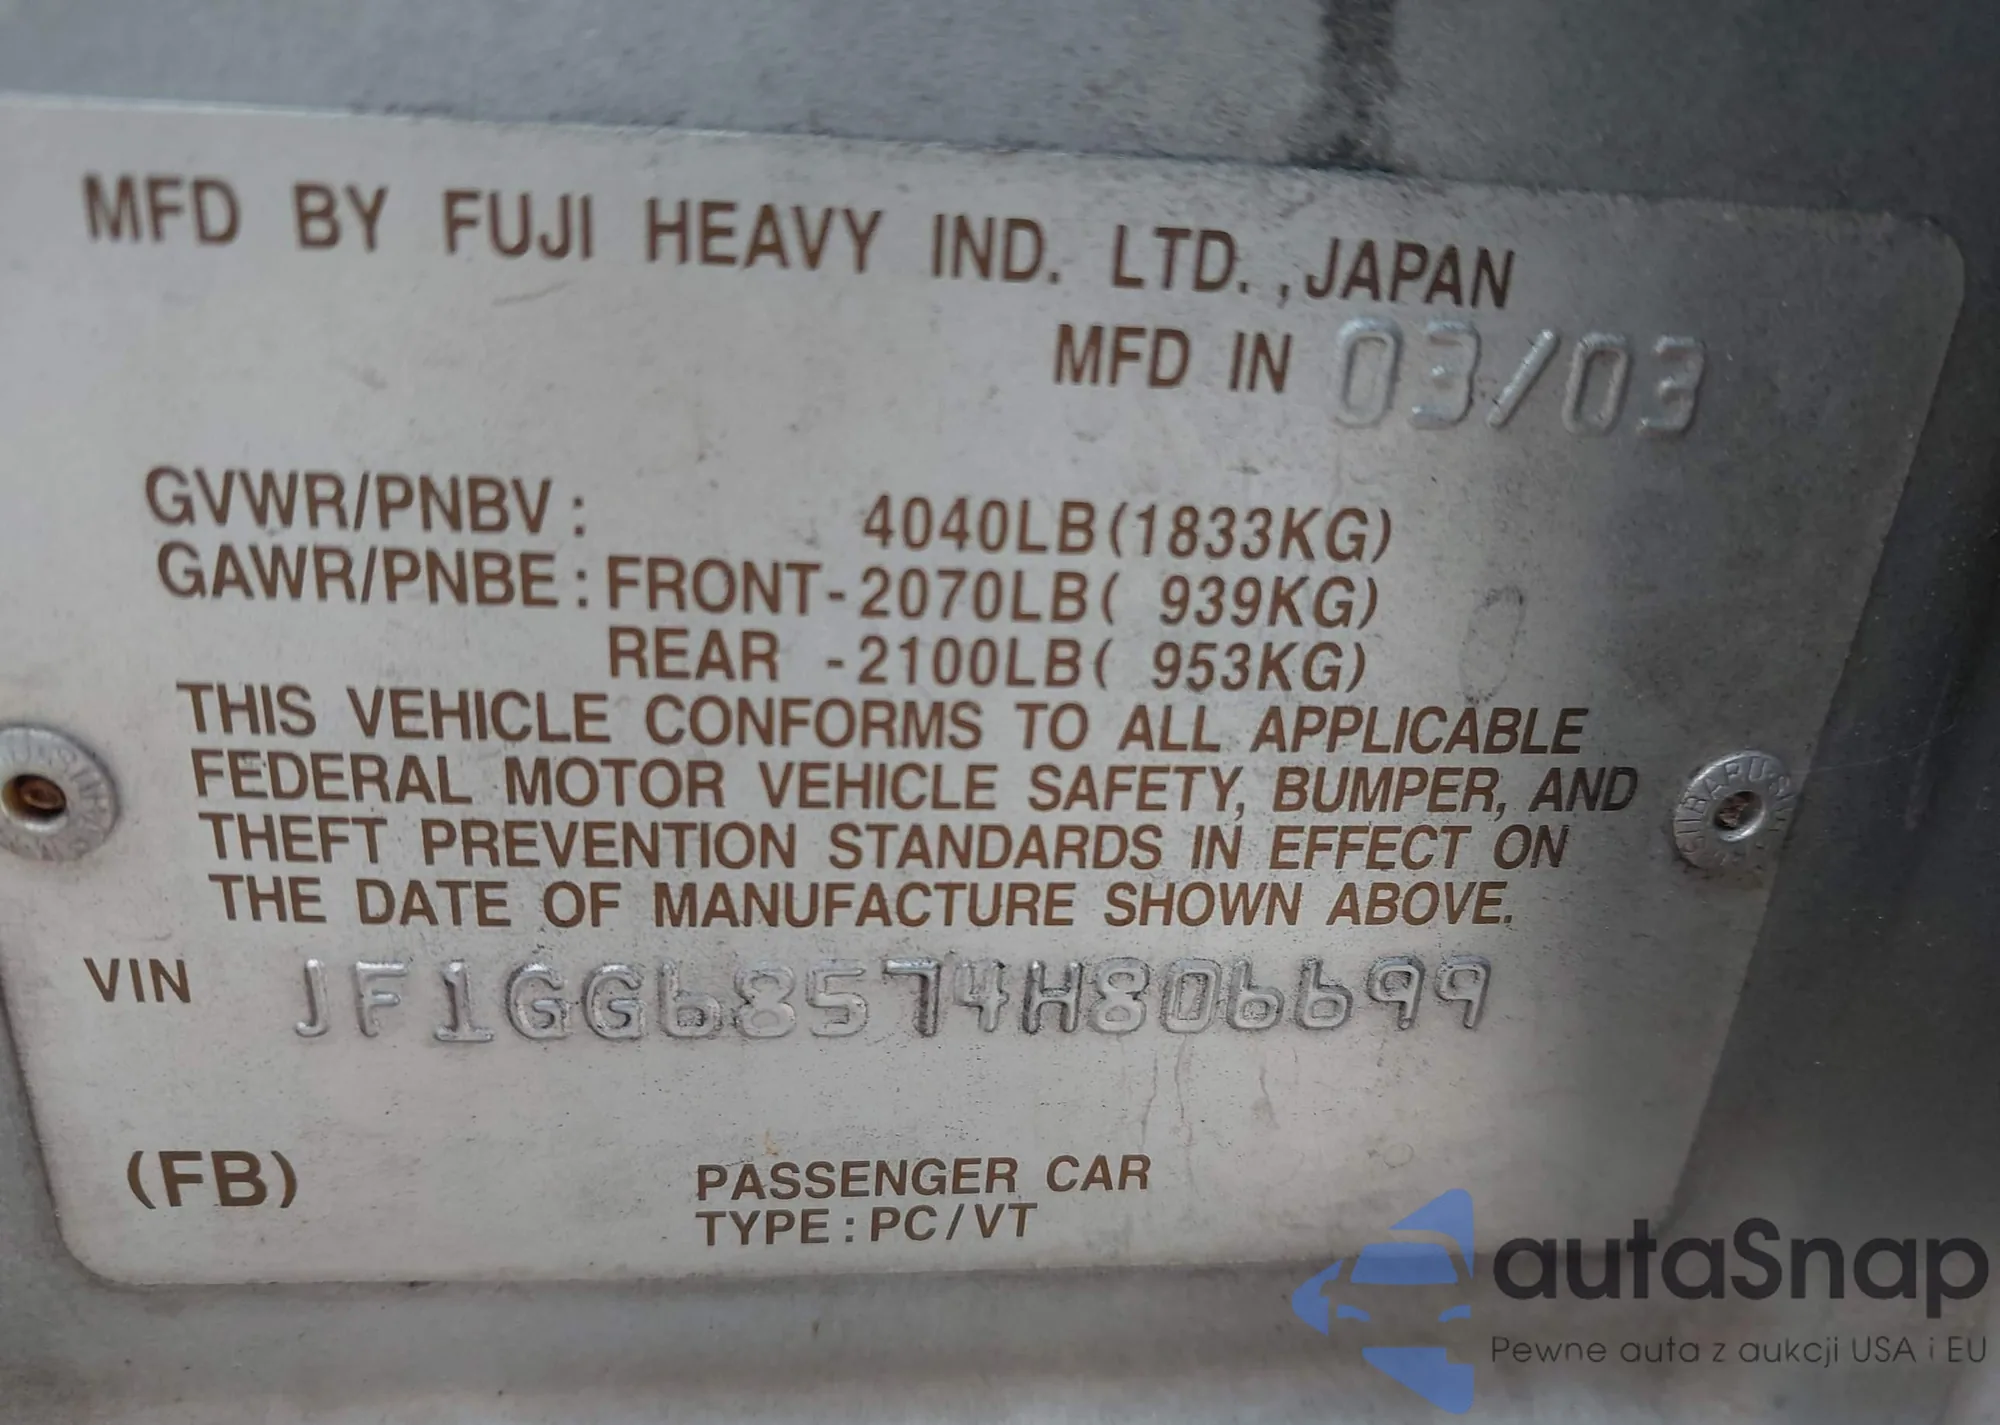 MFD BY FUJI HEAVY IND. LTD.,JAPAN
MFD IN 03/03
GVWR/PNBV: 4040LB(1833KG)
GAWR/PNBE:FRONT-2070LB( 939KG)
REAR -2100LB( 953KG)
THIS VEHICLE CONFORMS TO ALL APPLICABLE
FEDERAL MOTOR VEHICLE SAFETY, BUMPER, AND
THEFT PREVENTION STANDARDS IN EFFECT ON
THE DATE OF MANUFACTURE SHOWN ABOVE.
VIN JF1GG68574H806699
(FB)
PASSENGER CAR
TYPE:PC/VT
autaSnap
Pewne auta z aukcji USA i EU